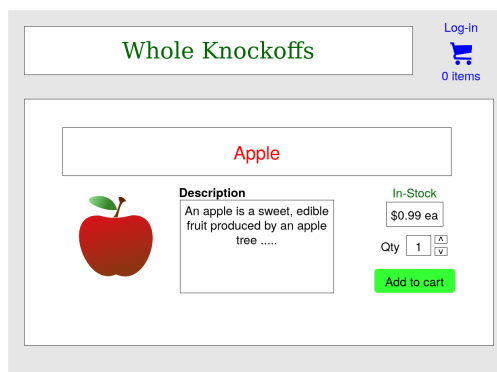 Log-in
Whole Knockoffs
0 items
Apple
Description
An apple is a sweet, edible
fruit produced by an apple
tree .....
In-Stock
$0.99 ea
Qty 1
Add to cart